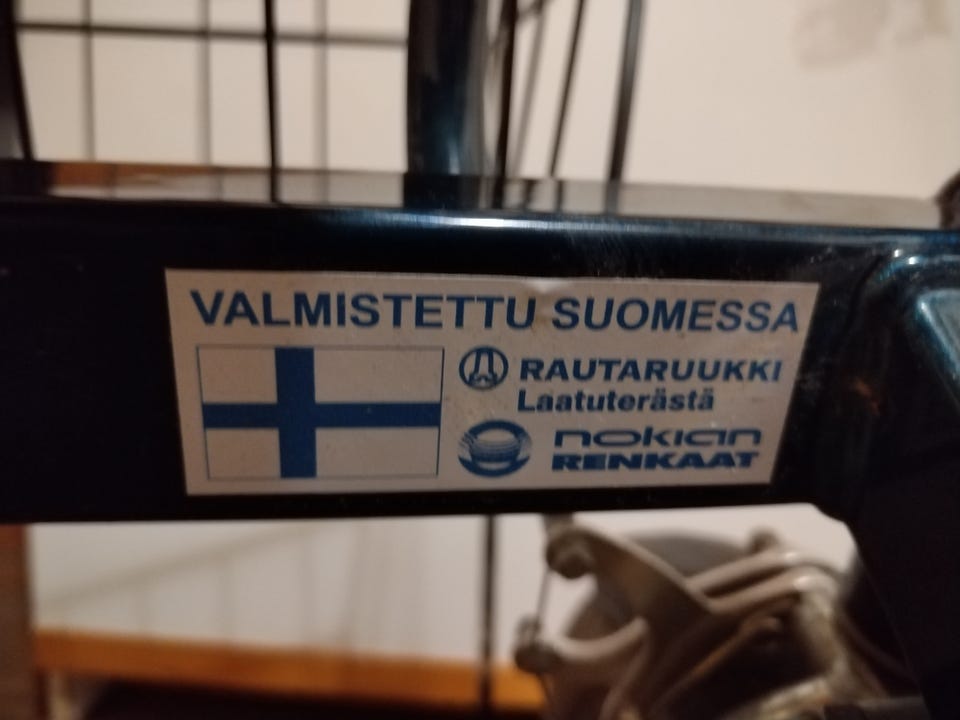 VALMISTETTU SUOMESSA
RAUTARUUKKI
Laatuterästä
nokian
RENKAAT